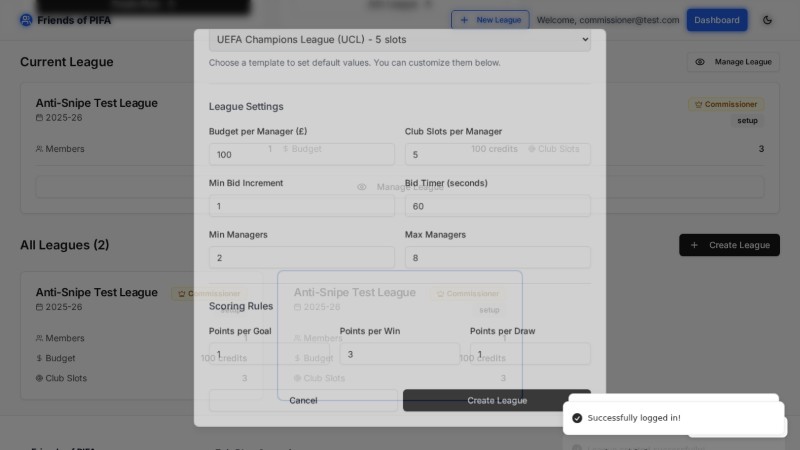 Friends of PIFA
New League
Welcome, commissioner@test.com
Dashboard
UEFA Champions League (UCL) - 5 slots
Choose a template to set default values. You can customize them below.
Current League
Manage League
Anti-Snipe Test League
Commissioner
2025-26
setup
Members
1
$ Budget
100 credits
Club Slots
3
Manage League
League Settings
Budget per Manager (£)
Club Slots per Manager
100
5
Min Bid Increment
Bid Timer (seconds)
1
60
Min Managers
Max Managers
2
8
Scoring Rules
Points per Goal
Points per Win
Points per Draw
1
3
1
Cancel
Create League
All Leagues (2)
Create League
Anti-Snipe Test League
Commissioner
2025-26
setup
Members
1
$ Budget
100 credits
Club Slots
3
Anti-Snipe Test League
Commissioner
2025-26
setup
Members
1
$ Budget
100 credits
Club Slots
3
Successfully logged in!